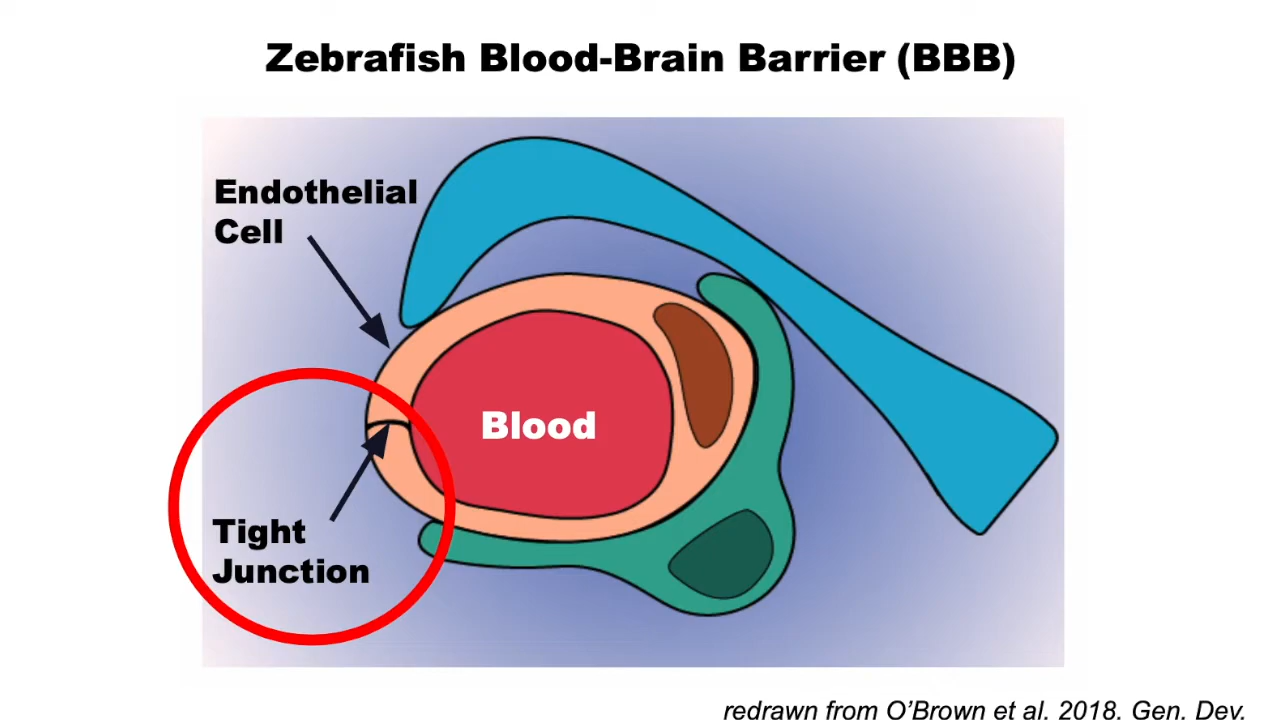 Zebrafish Blood-Brain Barrier (BBB)
Endothelial
Cell
Blood
Tight
Junction
redrawn from O'Brown et al. 2018. Gen. Dev.